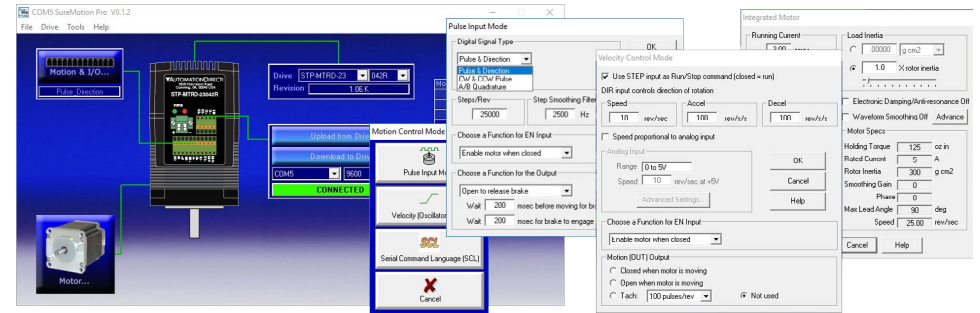 COM5 SureMotion Pro V0.1.2
File Drive Tools Help
Motion & I/O...
Pulse_Direction
AUTOMATIONDIRECT
STP-MTRD-23042R
Drive STP-MTRD-23 042R
Revision 1.06 K
Upload from Drive
Download to Driv
COM5 9600
CONNECTED
Motor...
Motion Control Mode
Pulse Input Mo
Velocity (Oscillator
SCL
Serial Command Language (SCL)
Cancel
Pulse Input Mode
Digital Signal Type
OK
Pulse & Direction
Pulse & Direction
CW & CCW Pulse
A/B Quadrature
Steps/Rev
25000
Step Smoothing Filter
2500 Hz
Choose a Function for EN Input
Enable motor when closed
Choose a Function for the Output
Open to release brake
Wait 200 msec before moving for br
Wait 200 msec for brake to engage
Velocity Control Mode
Use STEP input as Run/Stop command (closed = run)
DIR input controls direction of rotation
Speed
10 rev/sec
Accel
100 rev/s/s
Decel
100 rev/s/s
Speed proportional to analog input
Analog Input
Range 0 to 5V
Speed 10 rev/sec at +5V
Advanced Settings...
OK
Cancel
Help
Choose a Function for EN Input
Enable motor when closed
Motion (OUT) Output
Closed when motor is moving
Open when motor is moving
Tach: 100 pulses/rev
Not used
Integrated Motor
Running Current
Load Inertia
.00000 g cm2
1.0 X rotor inertia
Electronic Damping/Anti-resonance Off
Waveform Smoothing Off Advance
Motor Specs
Holding Torque 125 oz in
Rated Current 5 A
Rotor Inertia 300 g cm2
Smoothing Gain 0
Phase 0
Max Lead Angle 90 deg
Speed 25.00 rev/sec
Cancel
Help